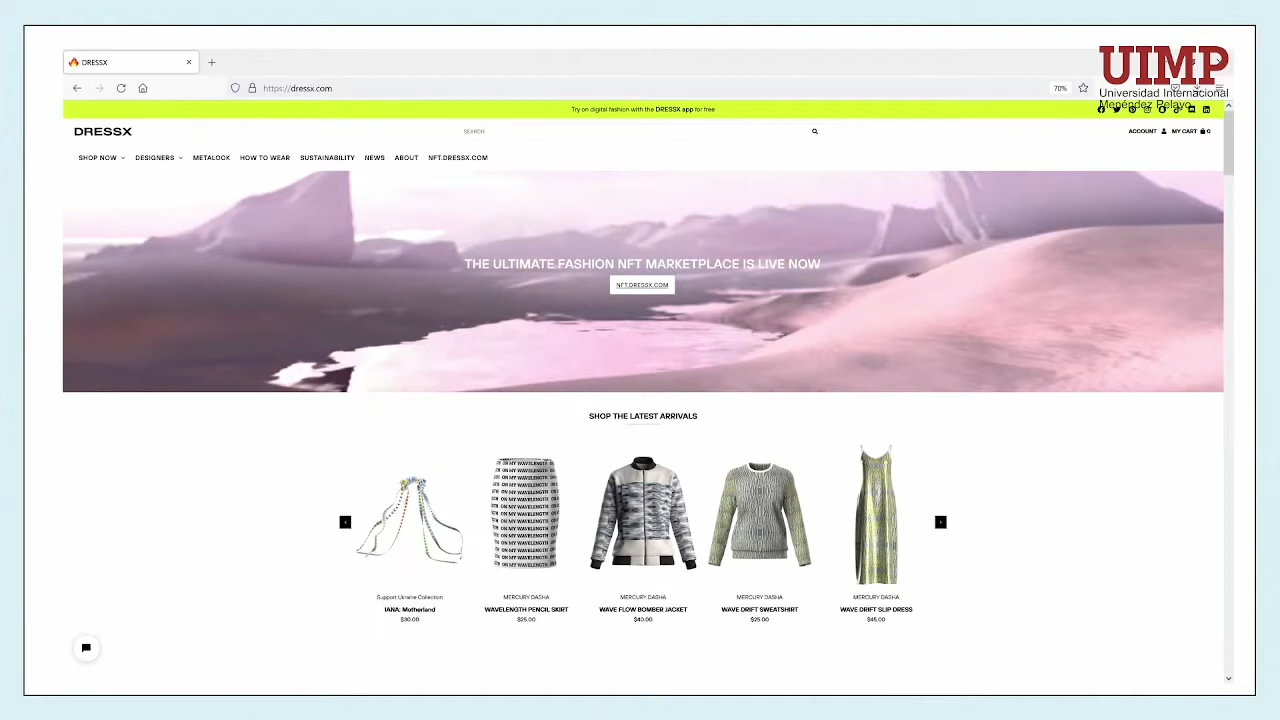 DRESSX
UIMP
Universidad Internacional
Menéndez Pelayo
https://dressx.com
70%
Try on digital fashion with the DRESSX app for free
DRESSX
SEARCH
ACCOUNT MY CART 0
SHOP NOW DESIGNERS METALOOK HOW TO WEAR SUSTAINABILITY NEWS ABOUT NFT.DRESSX.COM
THE ULTIMATE FASHION NFT MARKETPLACE IS LIVE NOW
NFT.DRESSX.COM
SHOP THE LATEST ARRIVALS
ON MY WAVELENGTH
Support Ukraine Collection MERCURY DASHA MERCURY DASHA MERCURY DASHA MERCURY DASHA
IANA: Motherland WAVELENGTH PENCIL SKIRT WAVE FLOW BOMBER JACKET WAVE DRIFT SWEATSHIRT WAVE DRIFT SLIP DRESS
$30.00 $25.00 $40.00 $25.00 $45.00